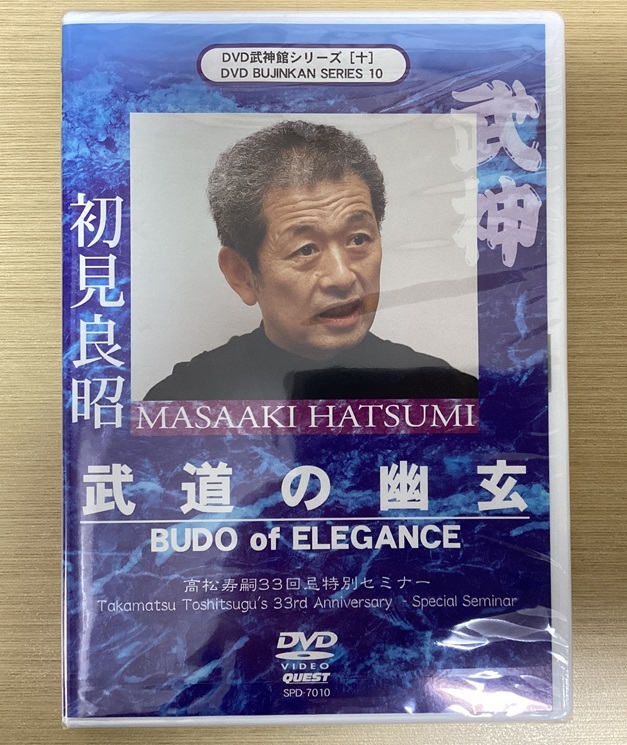 DVD武神館シリーズ［十］
DVD BUJINKAN SERIES 10
武神
初見良昭
MASAAKI HATSUMI
武道の幽玄
BUDO of ELEGANCE
高松寿嗣33回忌特別セミナー
Takamatsu Toshitsugu's 33rd Anniversary - Special Seminar
DVD
VIDEO
QUEST
SPD-7010